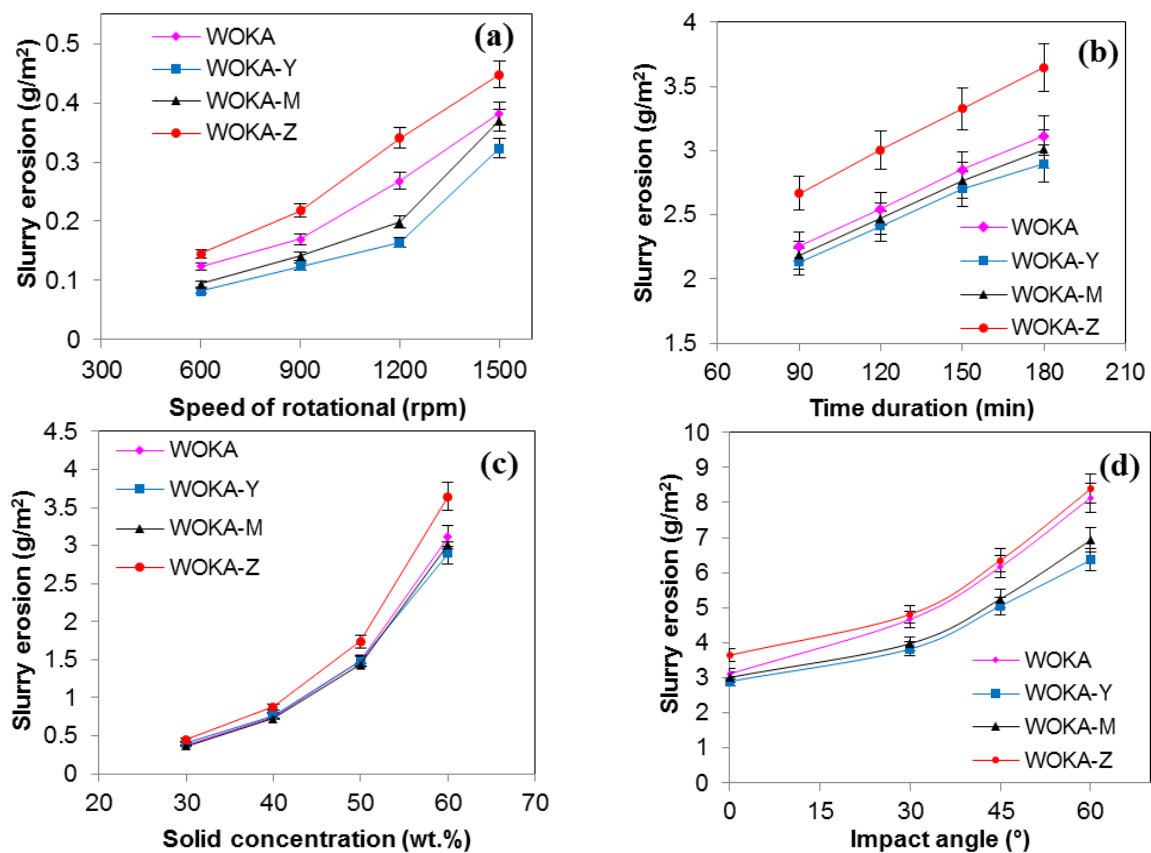 (a)
Slurry erosion (g/m²)
0.5
0.4
0.3
0.2
0.1
0
WOKA
WOKA-Y
WOKA-M
WOKA-Z
300 600 900 1200 1500
Speed of rotational (rpm)
(b)
Slurry erosion (g/m²)
4
3.5
3
2.5
2
1.5
WOKA
WOKA-Y
WOKA-M
WOKA-Z
60 90 120 150 180 210
Time duration (min)
(c)
Slurry erosion (g/m²)
4.5
4
3.5
3
2.5
2
1.5
1
0.5
0
WOKA
WOKA-Y
WOKA-M
WOKA-Z
20 30 40 50 60 70
Solid concentration (wt.%)
(d)
Slurry erosion (g/m²)
10
9
8
7
6
5
4
3
2
1
0
WOKA
WOKA-Y
WOKA-M
WOKA-Z
0 15 30 45 60
Impact angle (°)